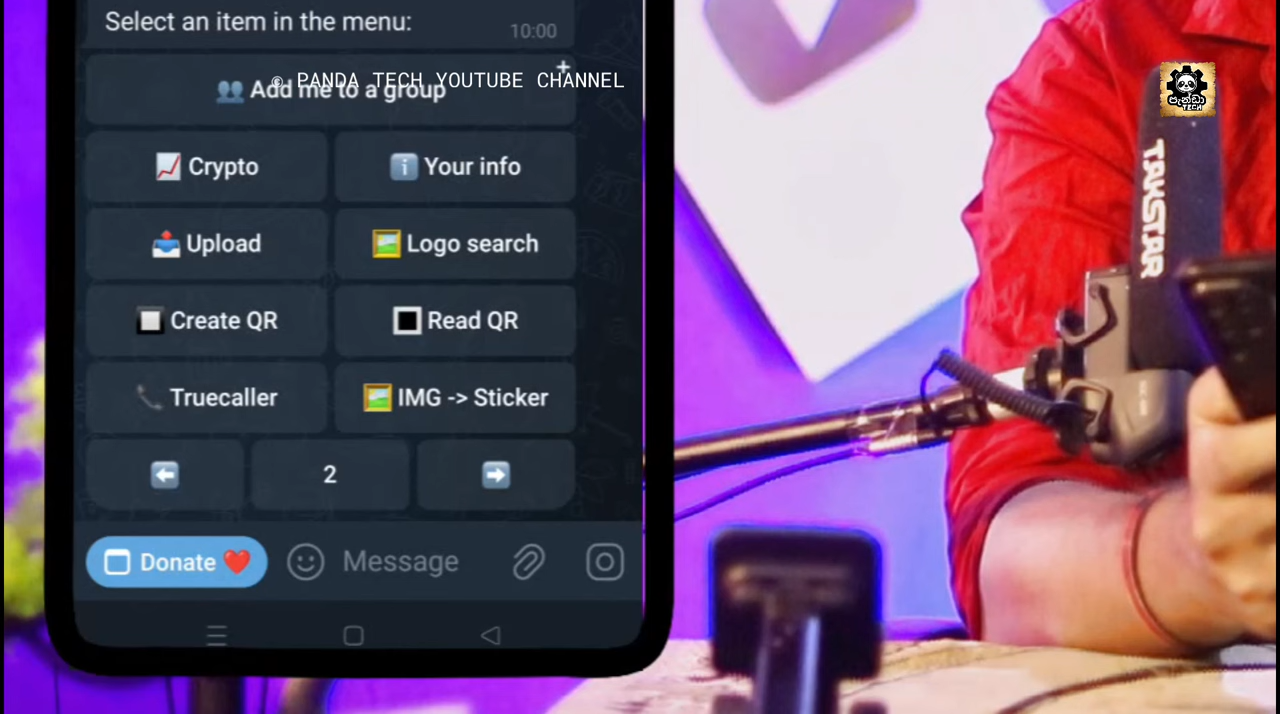 Select an item in the menu:
10:00
© PANDA TECH YOUTUBE CHANNEL
Add me to a group
Crypto
Your info
Upload
Logo search
Create QR
Read QR
Truecaller
IMG -> Sticker
2
Donate
Message
TAKSTAR
පැන්ඩා
TECH